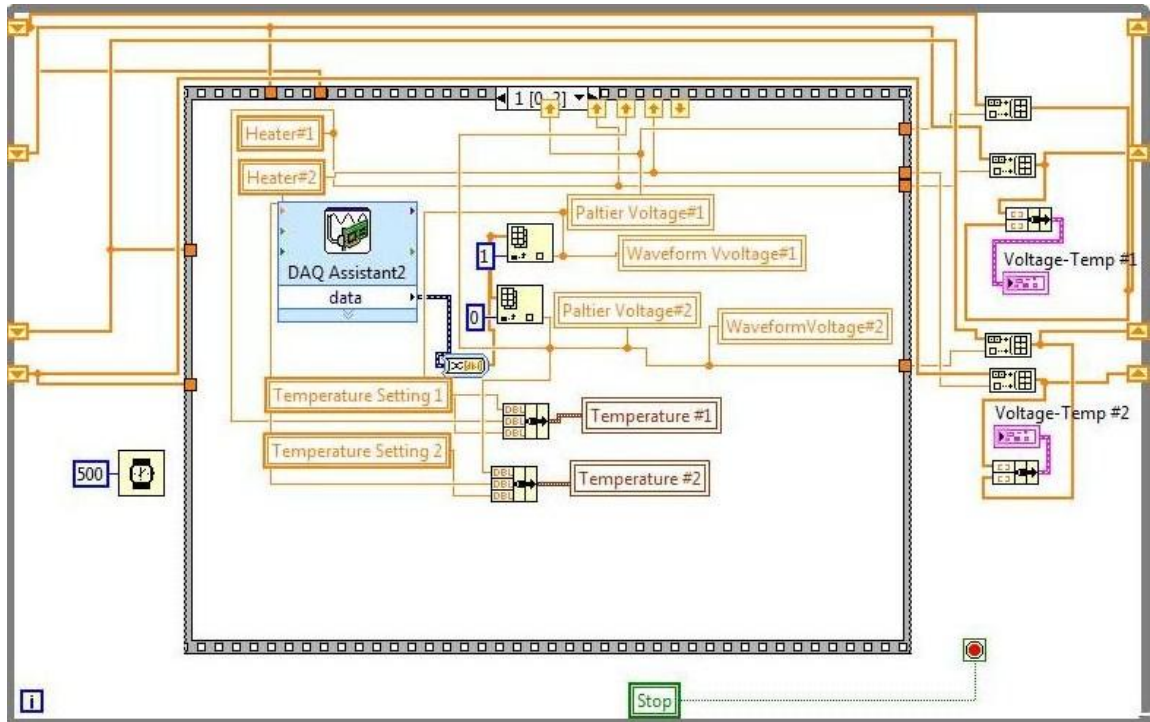 1 [0..2]
Heater#1
Heater#2
Paltier Voltage#1
DAQ Assistant2
data
1
Waveform Vvoltage#1
0
Paltier Voltage#2
WaveformVoltage#2
Voltage-Temp #1
Temperature Setting 1
DBL
DBL
DBL
Temperature #1
Voltage-Temp #2
Temperature Setting 2
DBL
DBL
DBL
Temperature #2
500
Stop
i